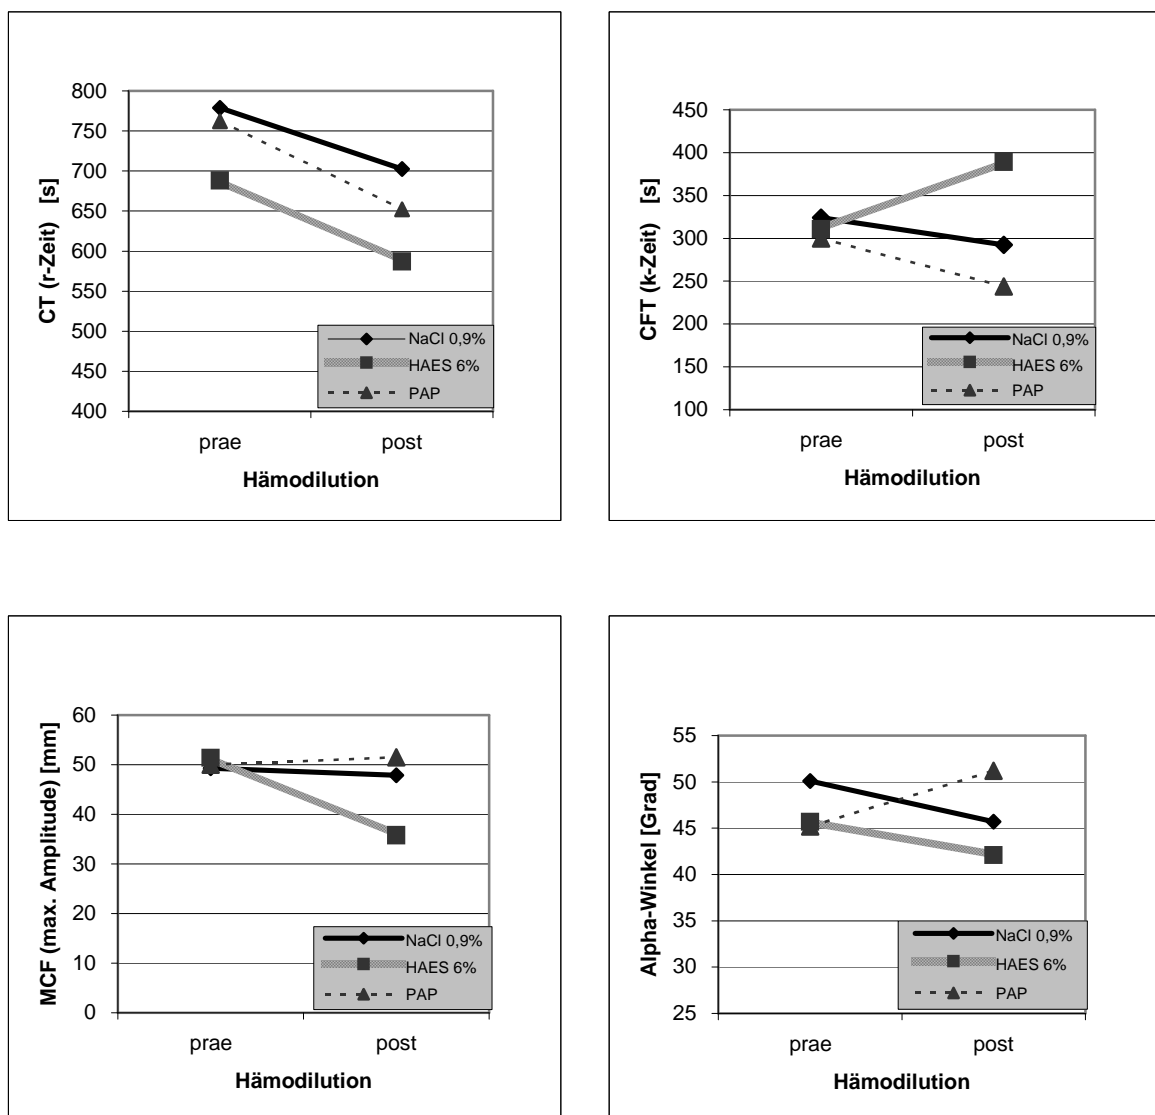 CT (r-Zeit) [s]
800
750
700
650
600
550
500
450
400
NaCl 0,9%
HAES 6%
PAP
prae post
Hämodilution
CFT (k-Zeit) [s]
450
400
350
300
250
200
150
100
NaCl 0,9%
HAES 6%
PAP
prae post
Hämodilution
MCF (max. Amplitude) [mm]
60
50
40
30
20
10
0
NaCl 0,9%
HAES 6%
PAP
prae post
Hämodilution
Alpha-Winkel [Grad]
55
50
45
40
35
30
25
NaCl 0,9%
HAES 6%
PAP
prae post
Hämodilution